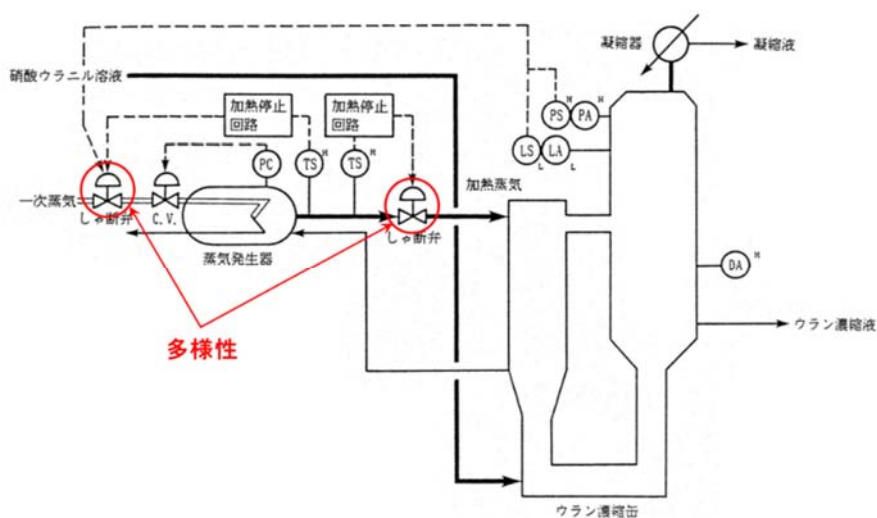 凝縮器
凝縮液
硝酸ウラニル溶液
加熱停止
回路
加熱停止
回路
PS
H
PA
H
LS
L
LA
L
PC
TS
H
TS
H
加熱蒸気
一次蒸気
しゃ断弁
C.V.
しゃ断弁
蒸気発生器
DA
H
多様性
ウラン濃縮液
ウラン濃縮缶